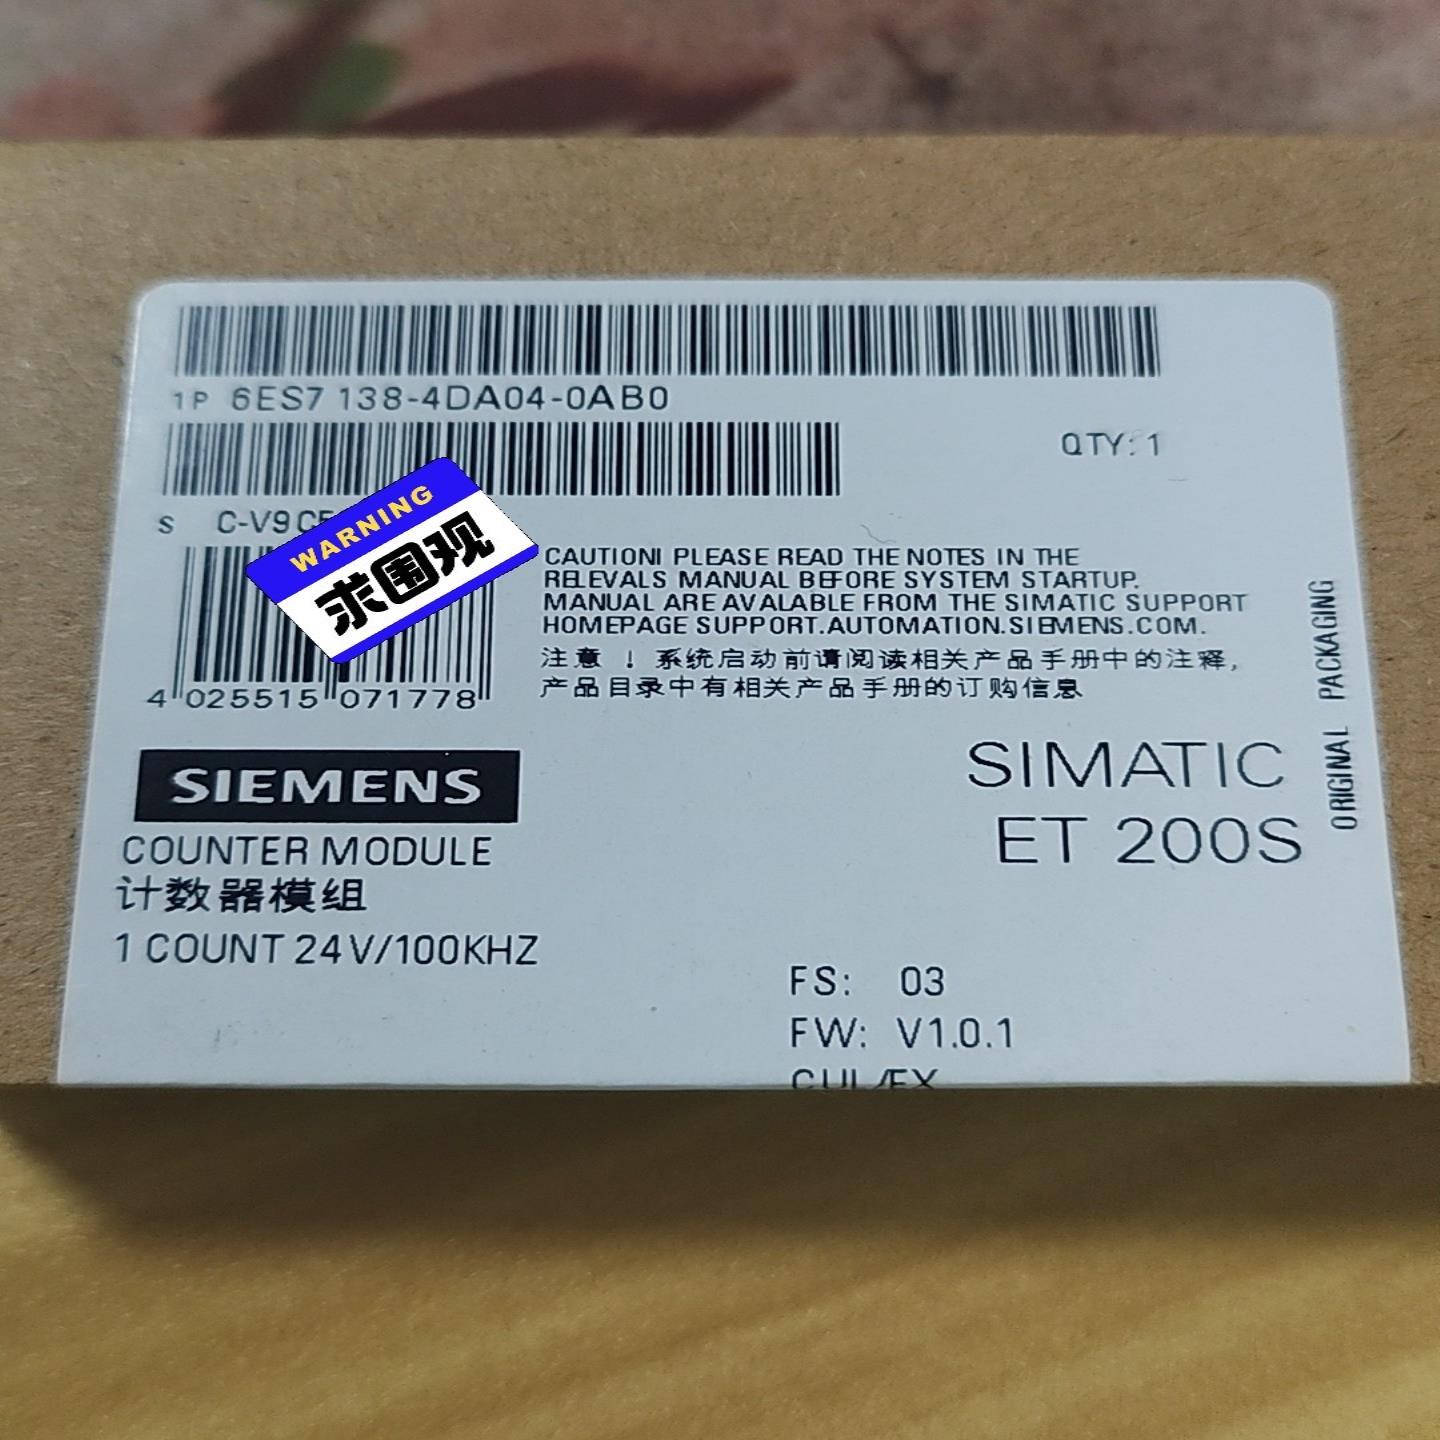 1P 6ES7 138-4DA04-0AB0
QTY: 1
S C-V9
WARNING
求围观
4 025515 071778
CAUTION! PLEASE READ THE NOTES IN THE
RELEVALS MANUAL BEFORE SYSTEM STARTUP.
MANUAL ARE AVALABLE FROM THE SIMATIC SUPPORT
HOMEPAGE SUPPORT.AUTOMATION.SIEMENS.COM.
注意 ! 系统启动前请阅读相关产品手册中的注释,
产品目录中有相关产品手册的订购信息
ORIGINAL PACKAGING
SIEMENS
SIMATIC
ET 200S
COUNTER MODULE
计数器模组
1 COUNT 24V/100KHZ
FS: 03
FW: V1.0.1